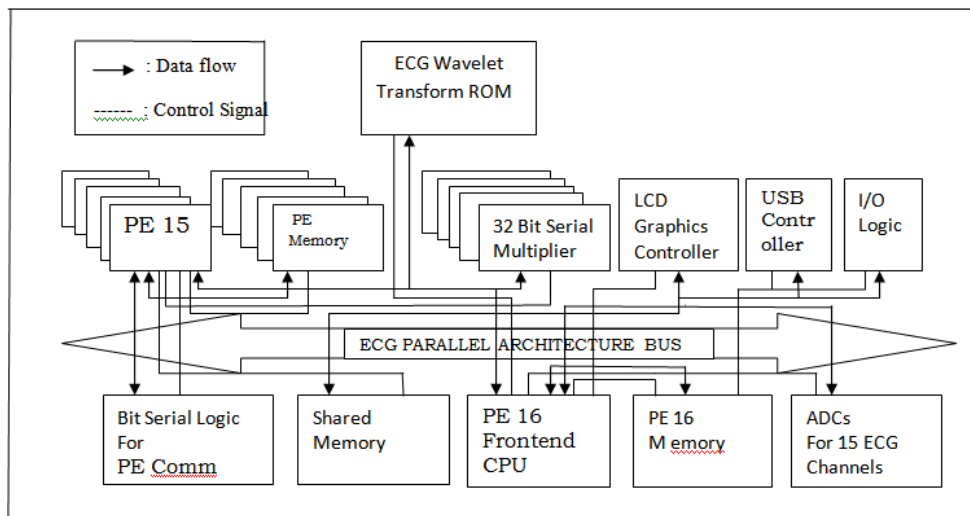 : Data flow
------ : Control Signal
ECG Wavelet
Transform ROM
PE 15
PE
Memory
32 Bit Serial
Multiplier
LCD
Graphics
Controller
USB
Contr
oller
I/O
Logic
ECG PARALLEL ARCHITECTURE BUS
Bit Serial Logic
For
PE Comm
Shared
Memory
PE 16
Frontend
CPU
PE 16
Memory
ADCs
For 15 ECG
Channels